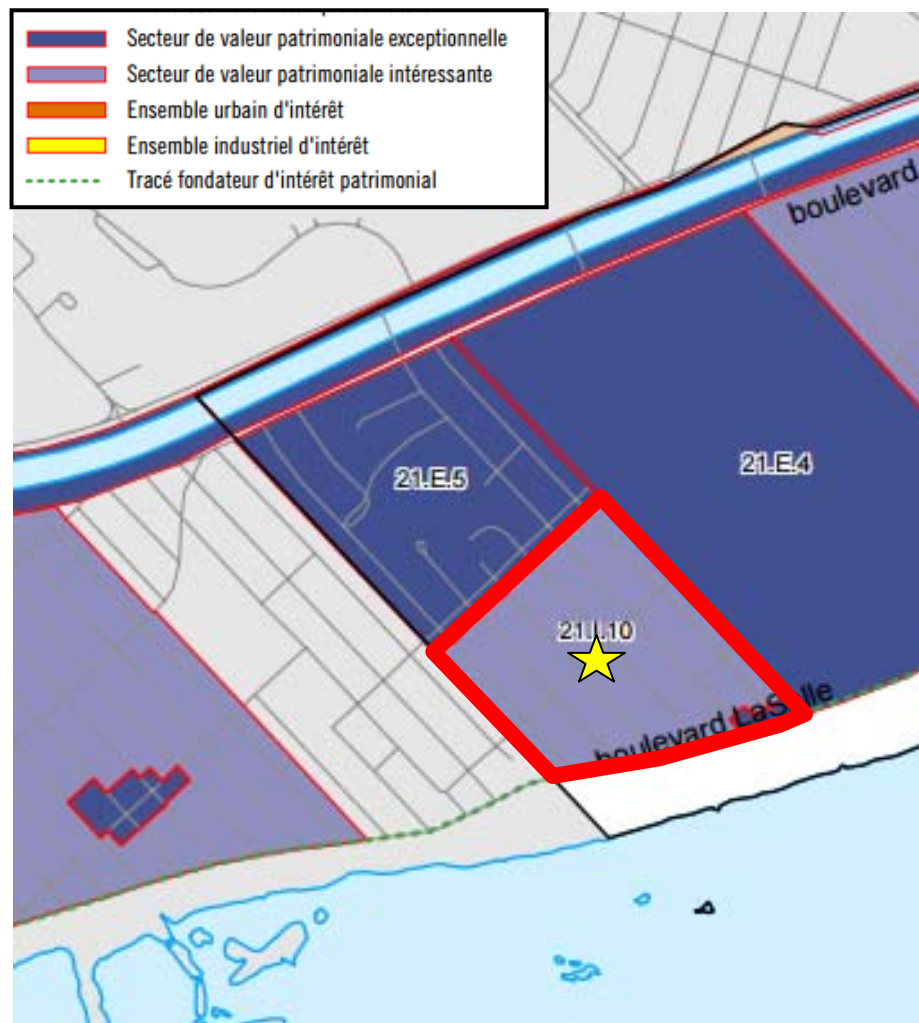 Secteur de valeur patrimoniale exceptionnelle
Secteur de valeur patrimoniale intéressante
Ensemble urbain d'intérêt
Ensemble industriel d'intérêt
Tracé fondateur d'intérêt patrimonial
boulevard
21.E.5
21.E.4
21.I.10
boulevard LaSalle